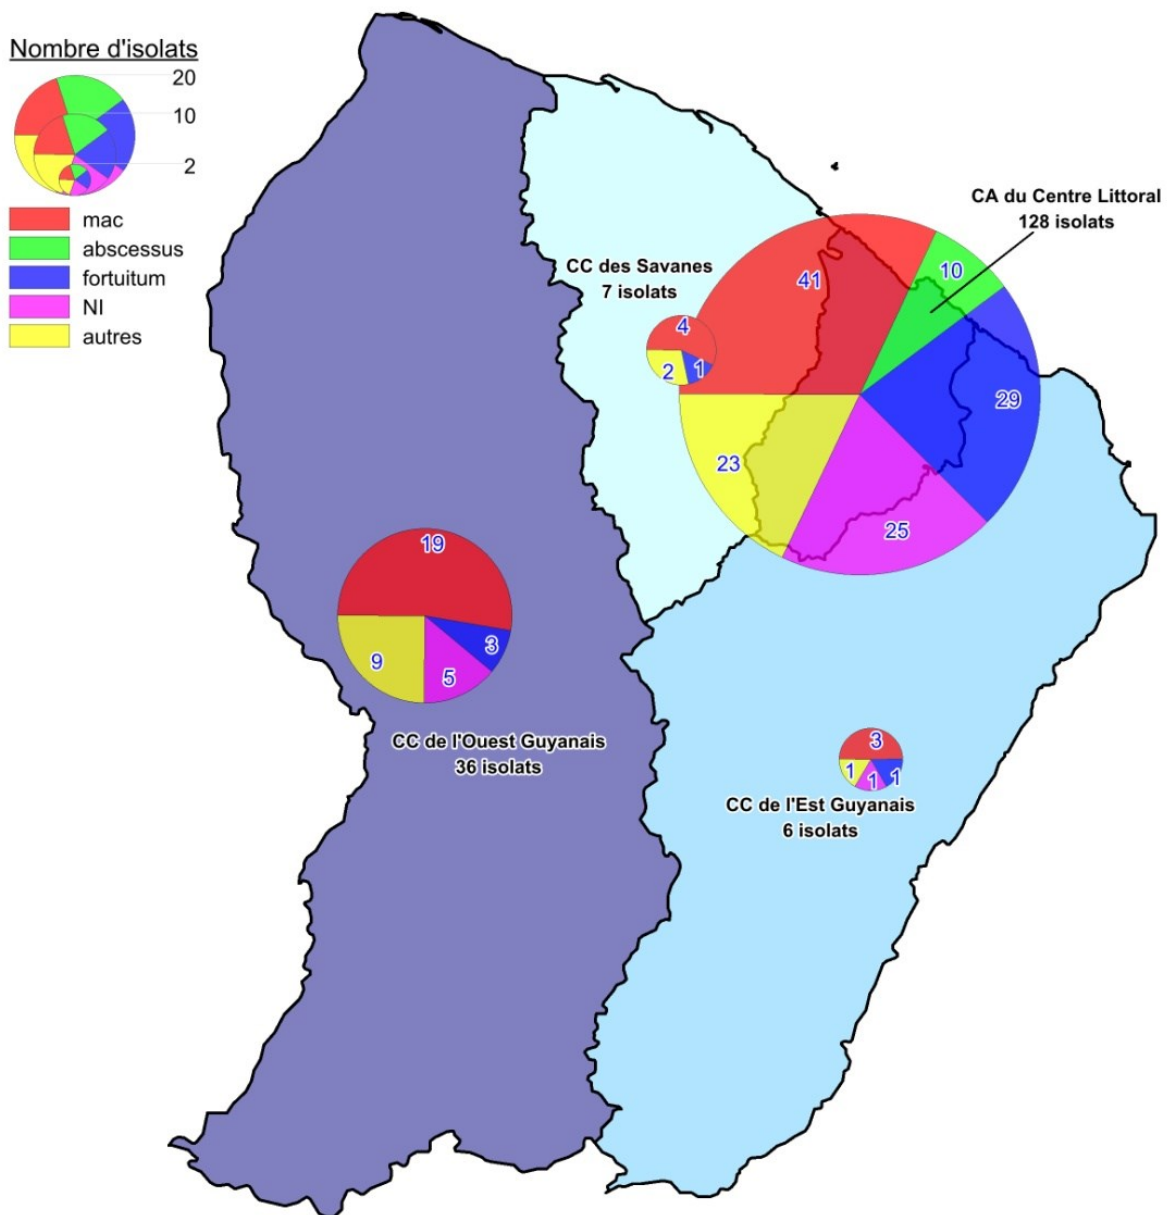 Nombre d'isolats
20
10
2
mac
abscessus
fortuitum
NI
autres
CA du Centre Littoral
128 isolats
CC des Savanes
7 isolats
41
10
29
25
23
4
1
2
19
3
5
9
CC de l'Ouest Guyanais
36 isolats
3
1
1
1
CC de l'Est Guyanais
6 isolats